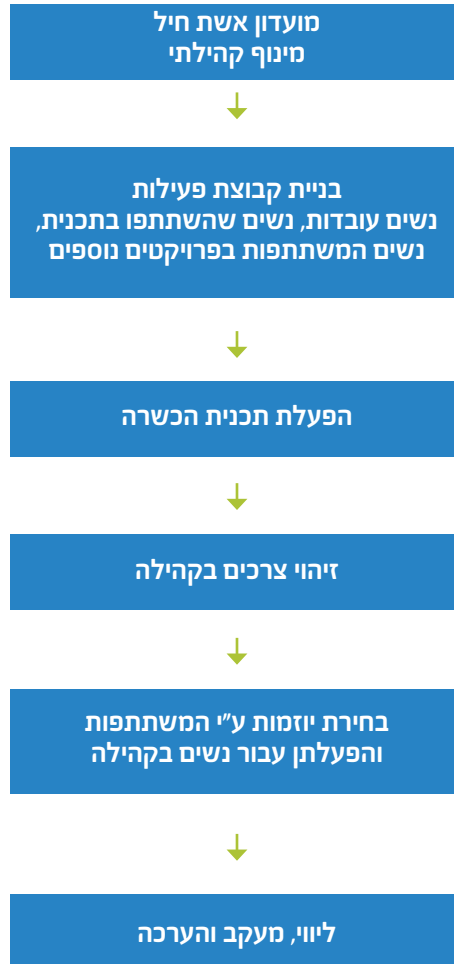 מועדון אשת חיל
מינוף קהילתי
בניית קבוצת פעילות
נשים עובדות, נשים שהשתתפו בתכנית,
נשים המשתתפות בפרויקטים נוספים
הפעלת תכנית הכשרה
זיהוי צרכים בקהילה
בחירת יוזמות ע״י המשתתפות
והפעלתן עבור נשים בקהילה
ליווי, מעקב והערכה